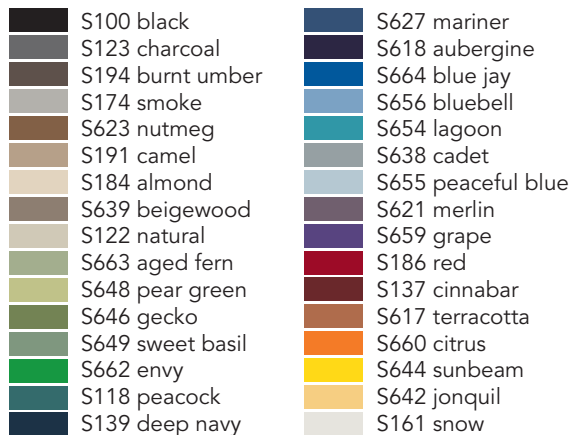 S100 black
S123 charcoal
S194 burnt umber
S174 smoke
S623 nutmeg
S191 camel
S184 almond
S639 beigewood
S122 natural
S663 aged fern
S648 pear green
S646 gecko
S649 sweet basil
S662 envy
S118 peacock
S139 deep navy
S627 mariner
S618 aubergine
S664 blue jay
S656 bluebell
S654 lagoon
S638 cadet
S655 peaceful blue
S621 merlin
S659 grape
S186 red
S137 cinnabar
S617 terracotta
S660 citrus
S644 sunbeam
S642 jonquil
S161 snow